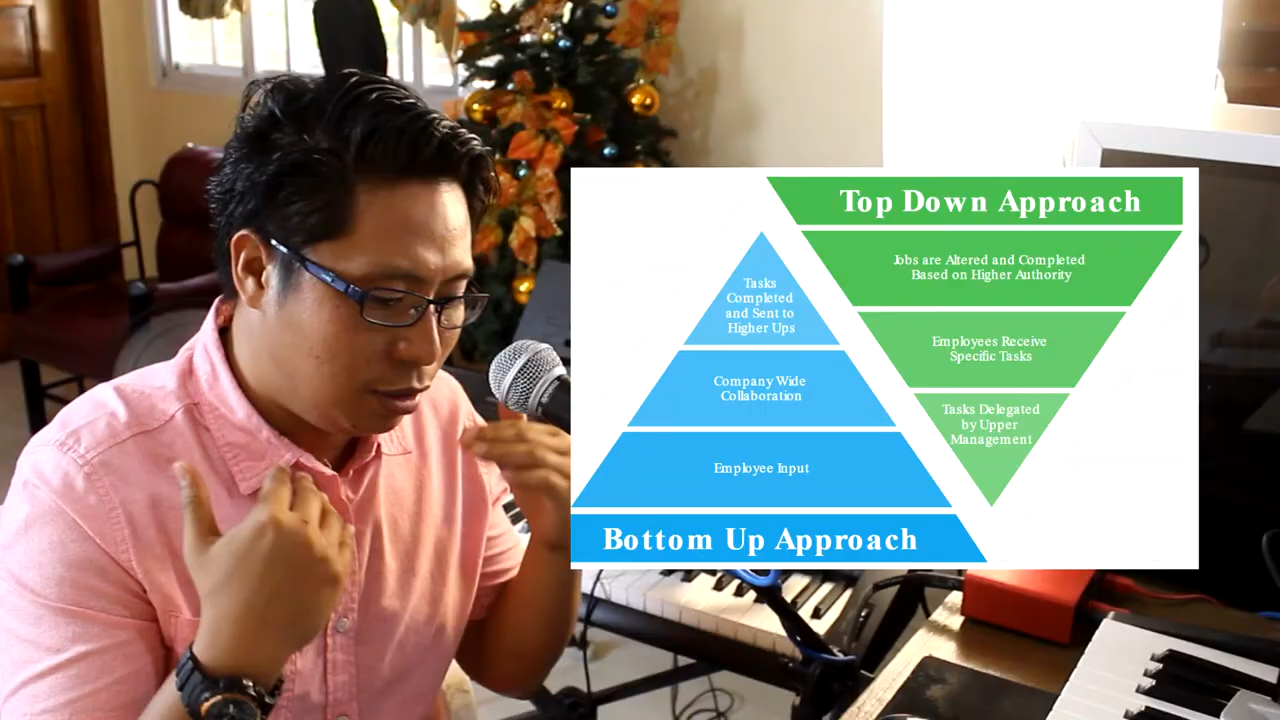 Top Down Approach
Jobs are Altered and Completed
Based on Higher Authority
Employees Receive
Specific Tasks
Tasks Delegated
by Upper
Management
Tasks
Completed
and Sent to
Higher Ups
Company Wide
Collaboration
Employee Input
Bottom Up Approach